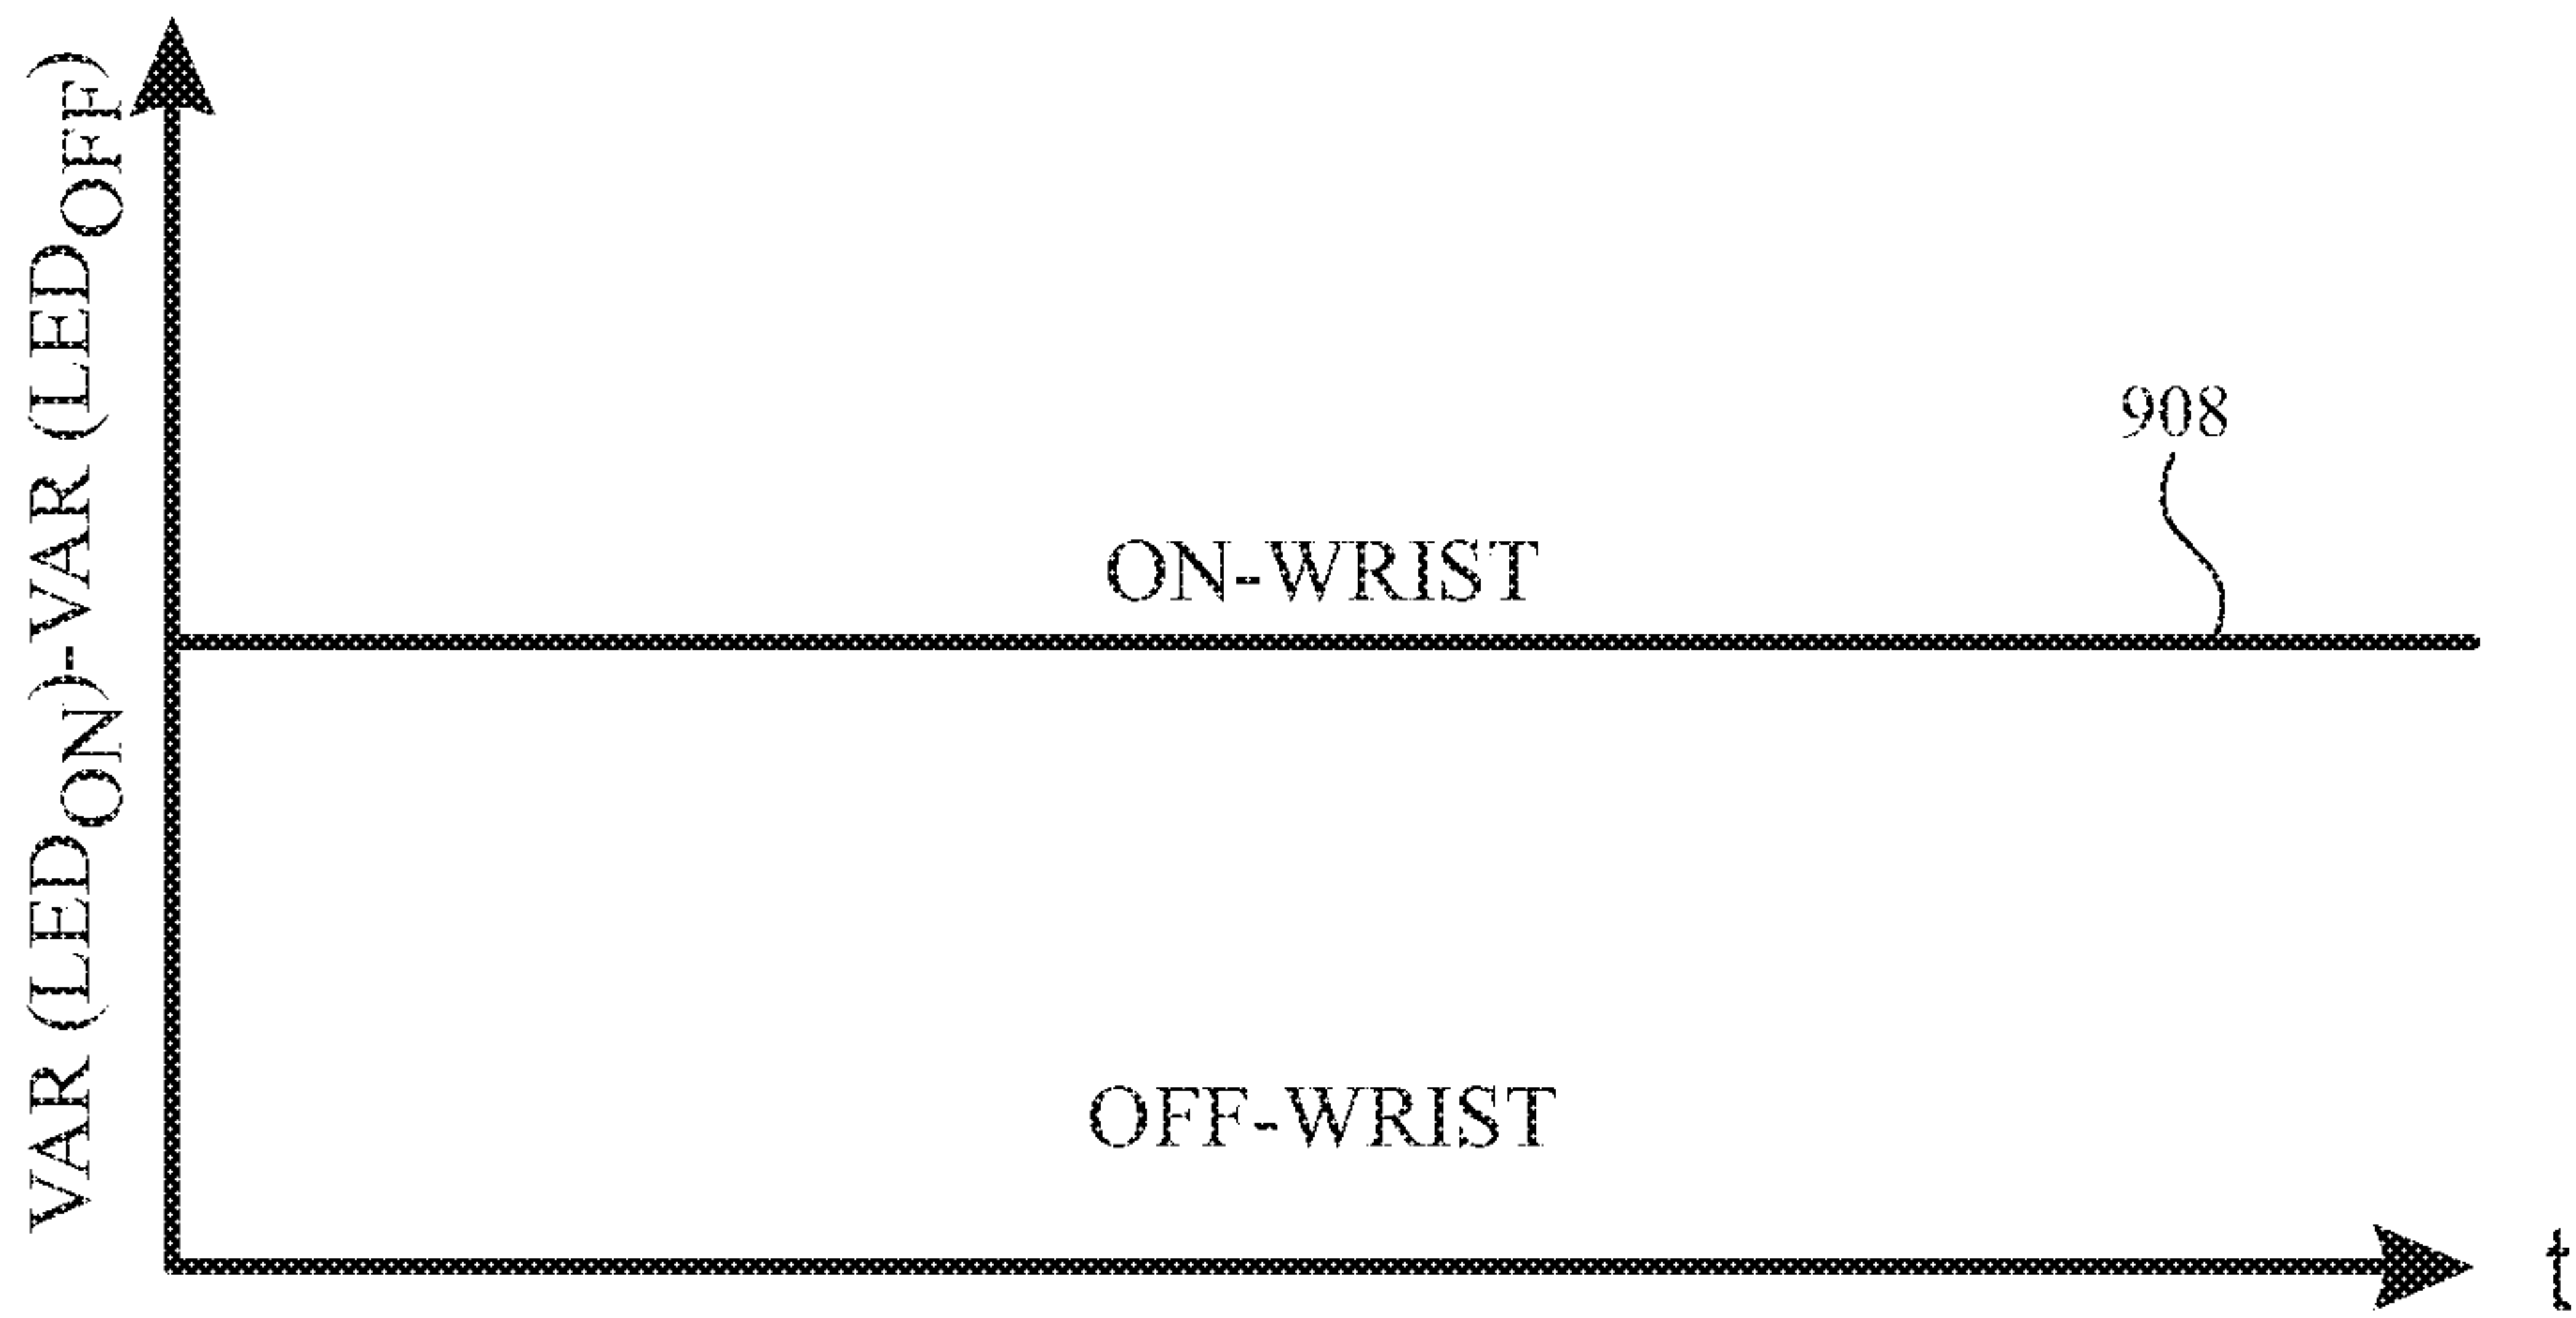 VAR (LEDON)-VAR (LEDOFF)
908
ON-WRIST
OFF-WRIST
t